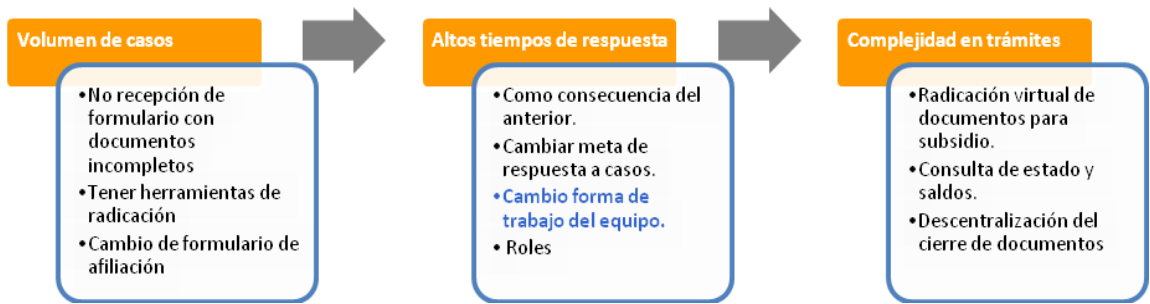 Volumen de casos
•No recepción de
formulario con
documentos
incompletos
•Tener herramientas de
radicación
•Cambio de formulario de
afiliación
Altos tiempos de respuesta
•Como consecuencia del
anterior.
•Cambiar meta de
respuesta a casos.
•Cambio forma de
trabajo del equipo.
• Roles
Complejidad en trámites
•Radicación virtual de
documentos para
subsidio.
•Consulta de estado y
saldos.
•Descentralización del
cierre de documentos